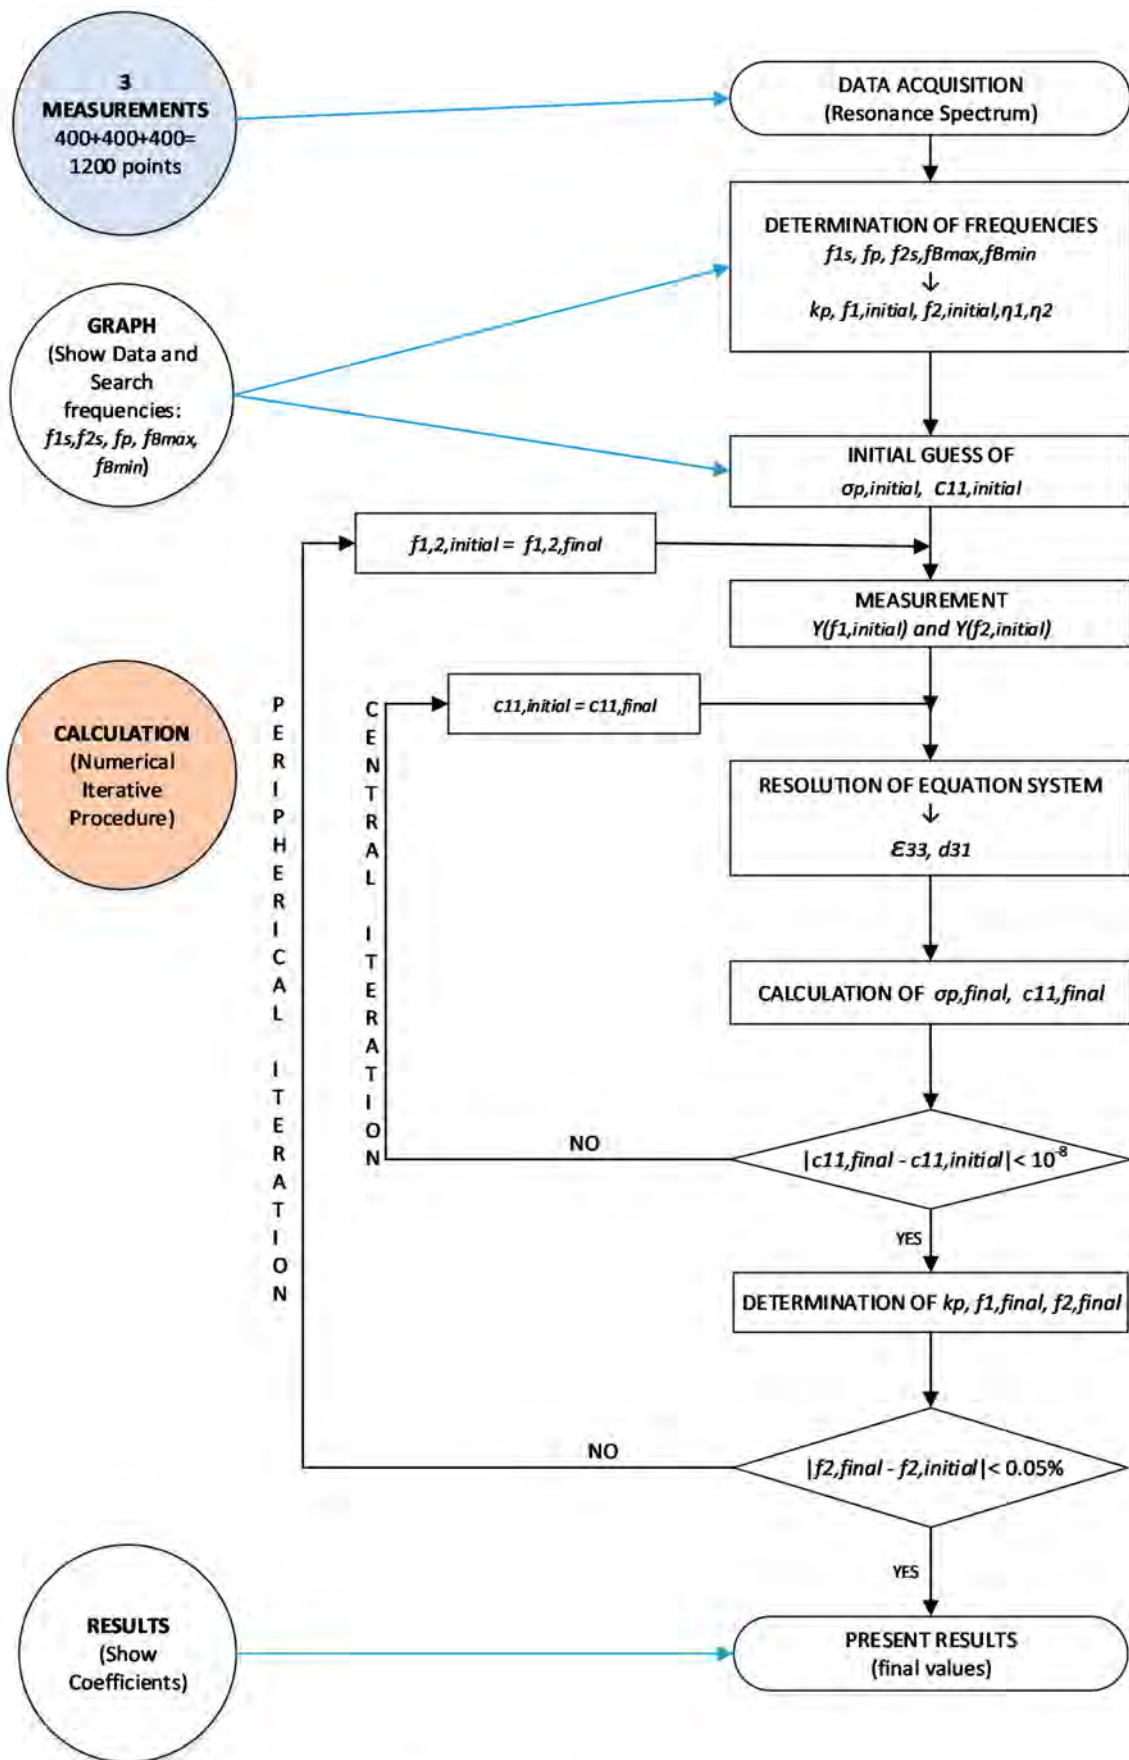 3
MEASUREMENTS
400+400+400=
1200 points
DATA ACQUISITION
(Resonance Spectrum)
DETERMINATION OF FREQUENCIES
f1s, fp, f2s,fBmax,fBmin
↓
kp, f1,initial, f2,initial,η1,η2
GRAPH
(Show Data and
Search
frequencies:
f1s,f2s, fp, fBmax,
fBmin)
INITIAL GUESS OF
σp,initial, C11,initial
f1,2,initial = f1,2,final
MEASUREMENT
Y(f1,initial) and Y(f2,initial)
c11,initial = c11,final
CALCULATION
(Numerical
Iterative
Procedure)
PERIPHERICAL ITERATION
CENTRAL ITERATION
RESOLUTION OF EQUATION SYSTEM
↓
Ɛ33, d31
CALCULATION OF σp,final, c11,final
|c11,final - c11,initial|< 10⁻⁸
NO
YES
DETERMINATION OF kp, f1,final, f2,final
|f2,final - f2,initial|< 0.05%
NO
YES
RESULTS
(Show
Coefficients)
PRESENT RESULTS
(final values)